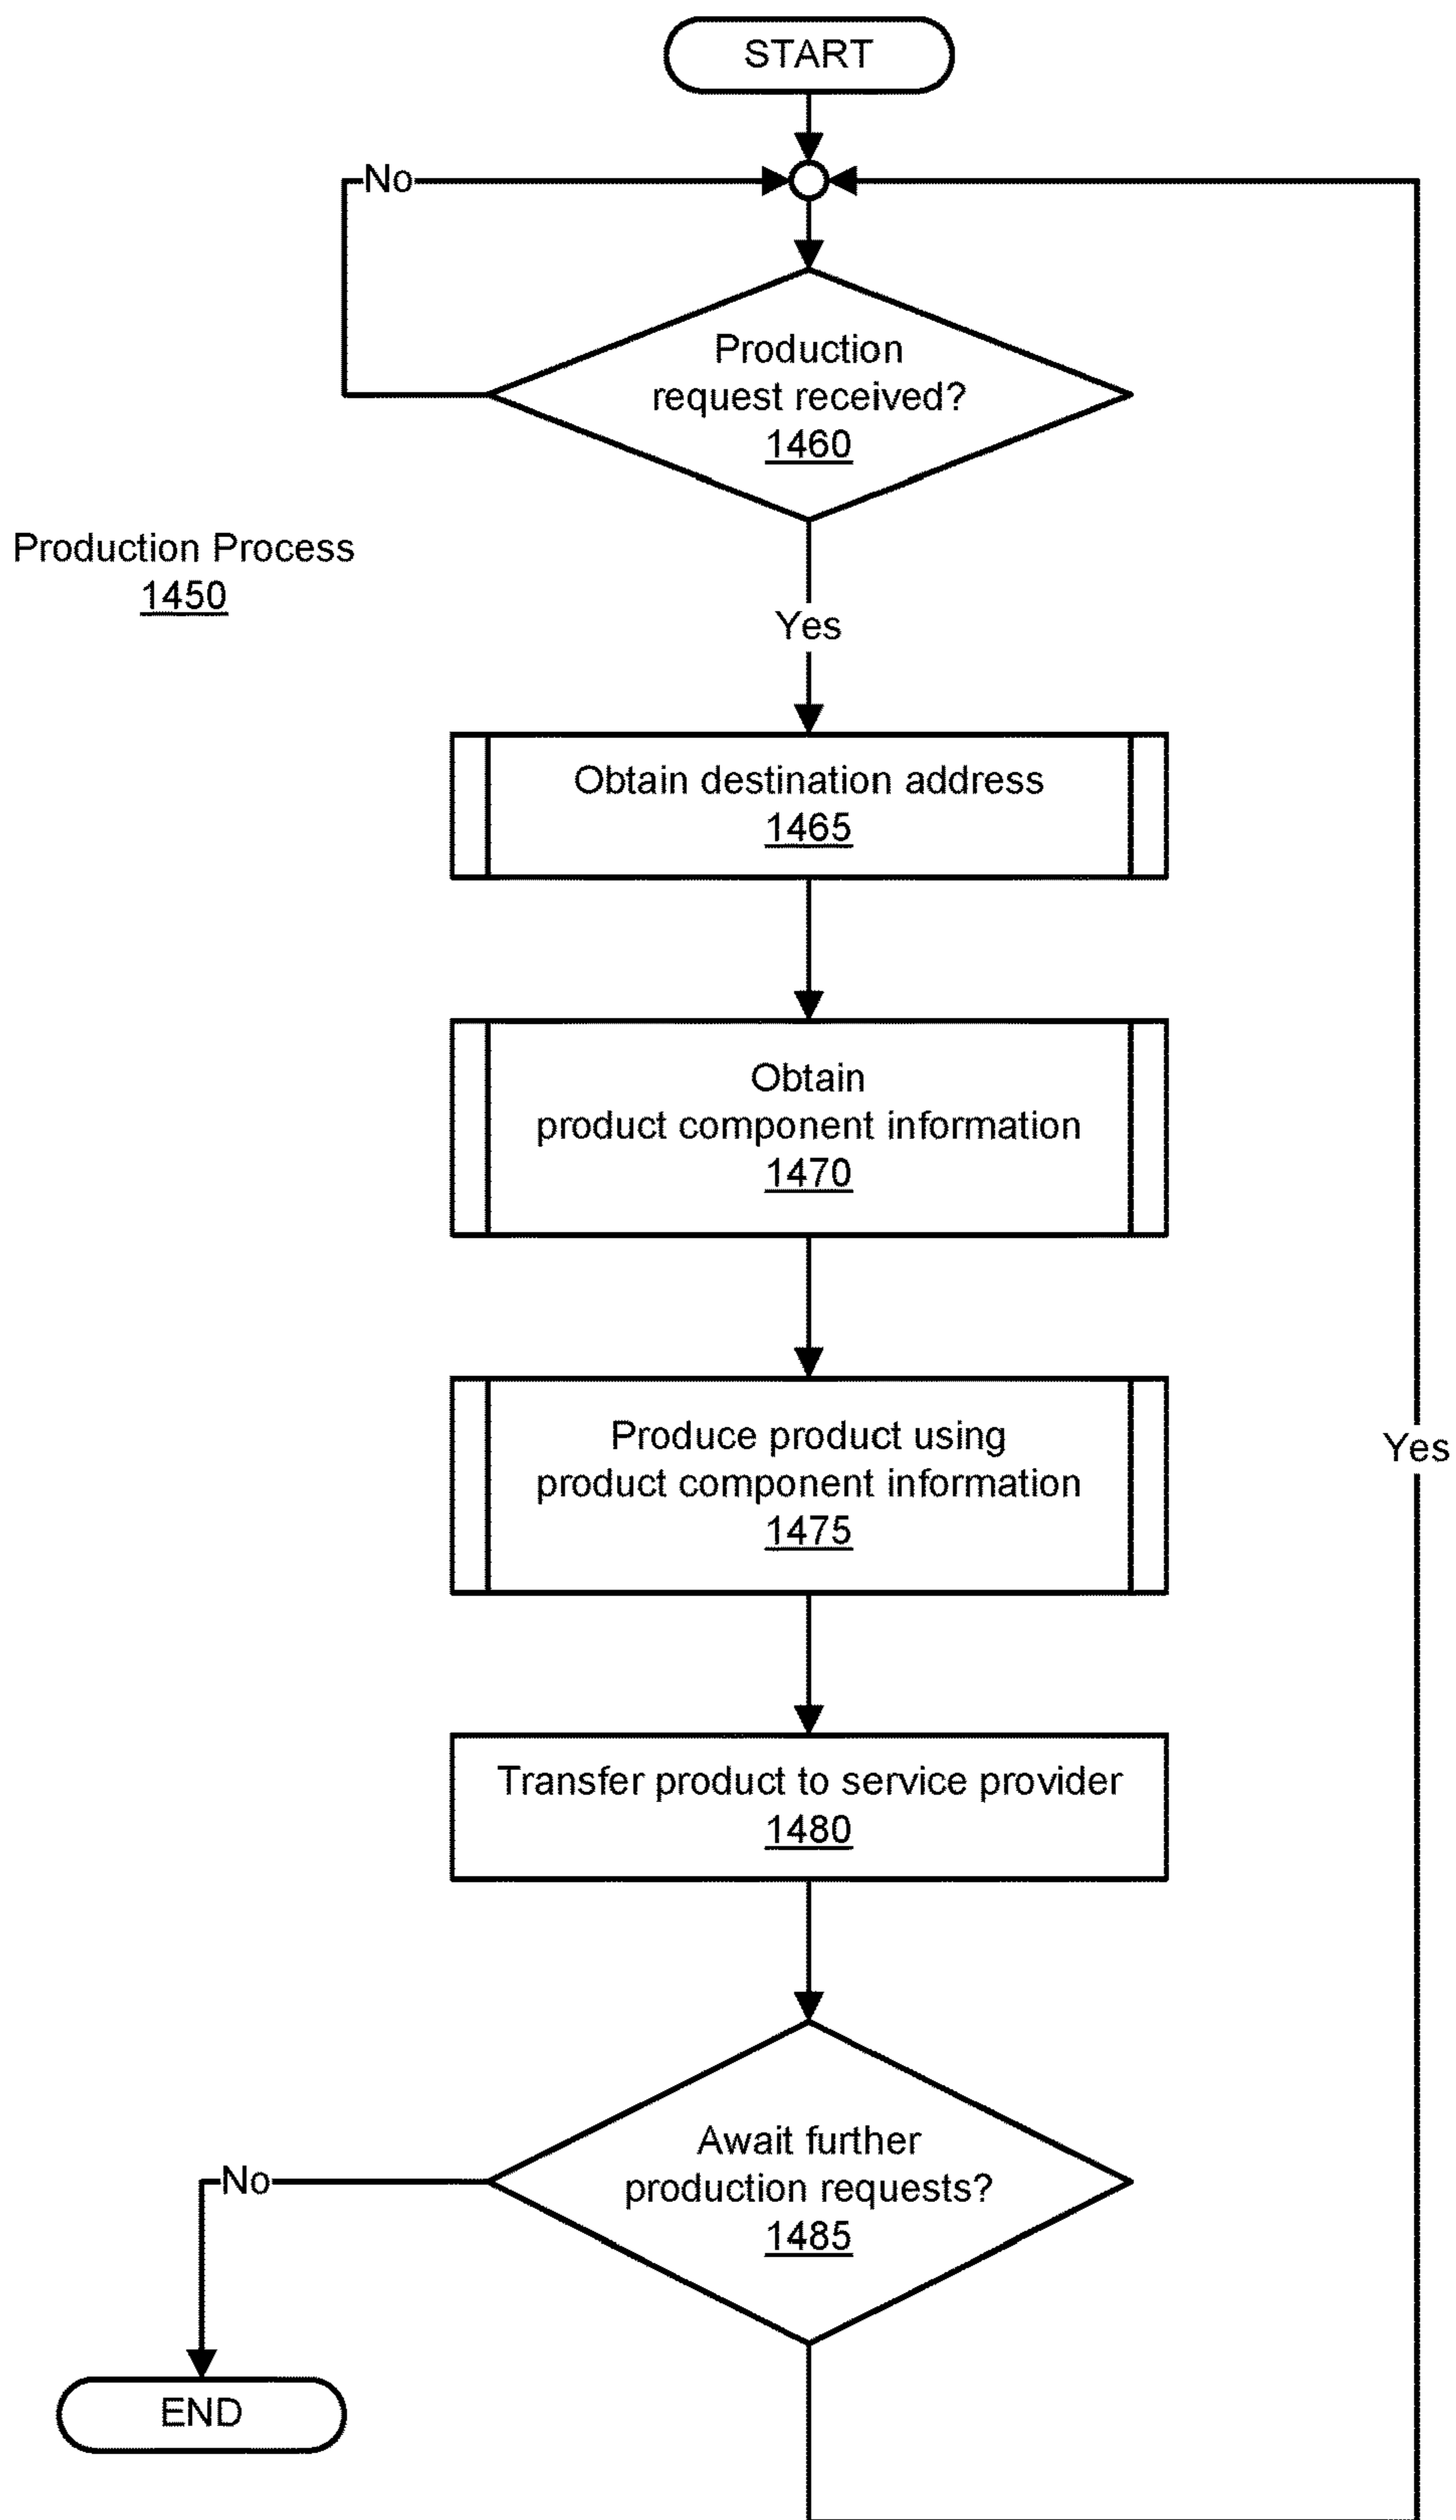 START
No
Production
request received?
1460
Production Process
1450
Yes
Obtain destination address
1465
Obtain
product component information
1470
Produce product using
product component information
1475
Yes
Transfer product to service provider
1480
Await further
production requests?
1485
No
END